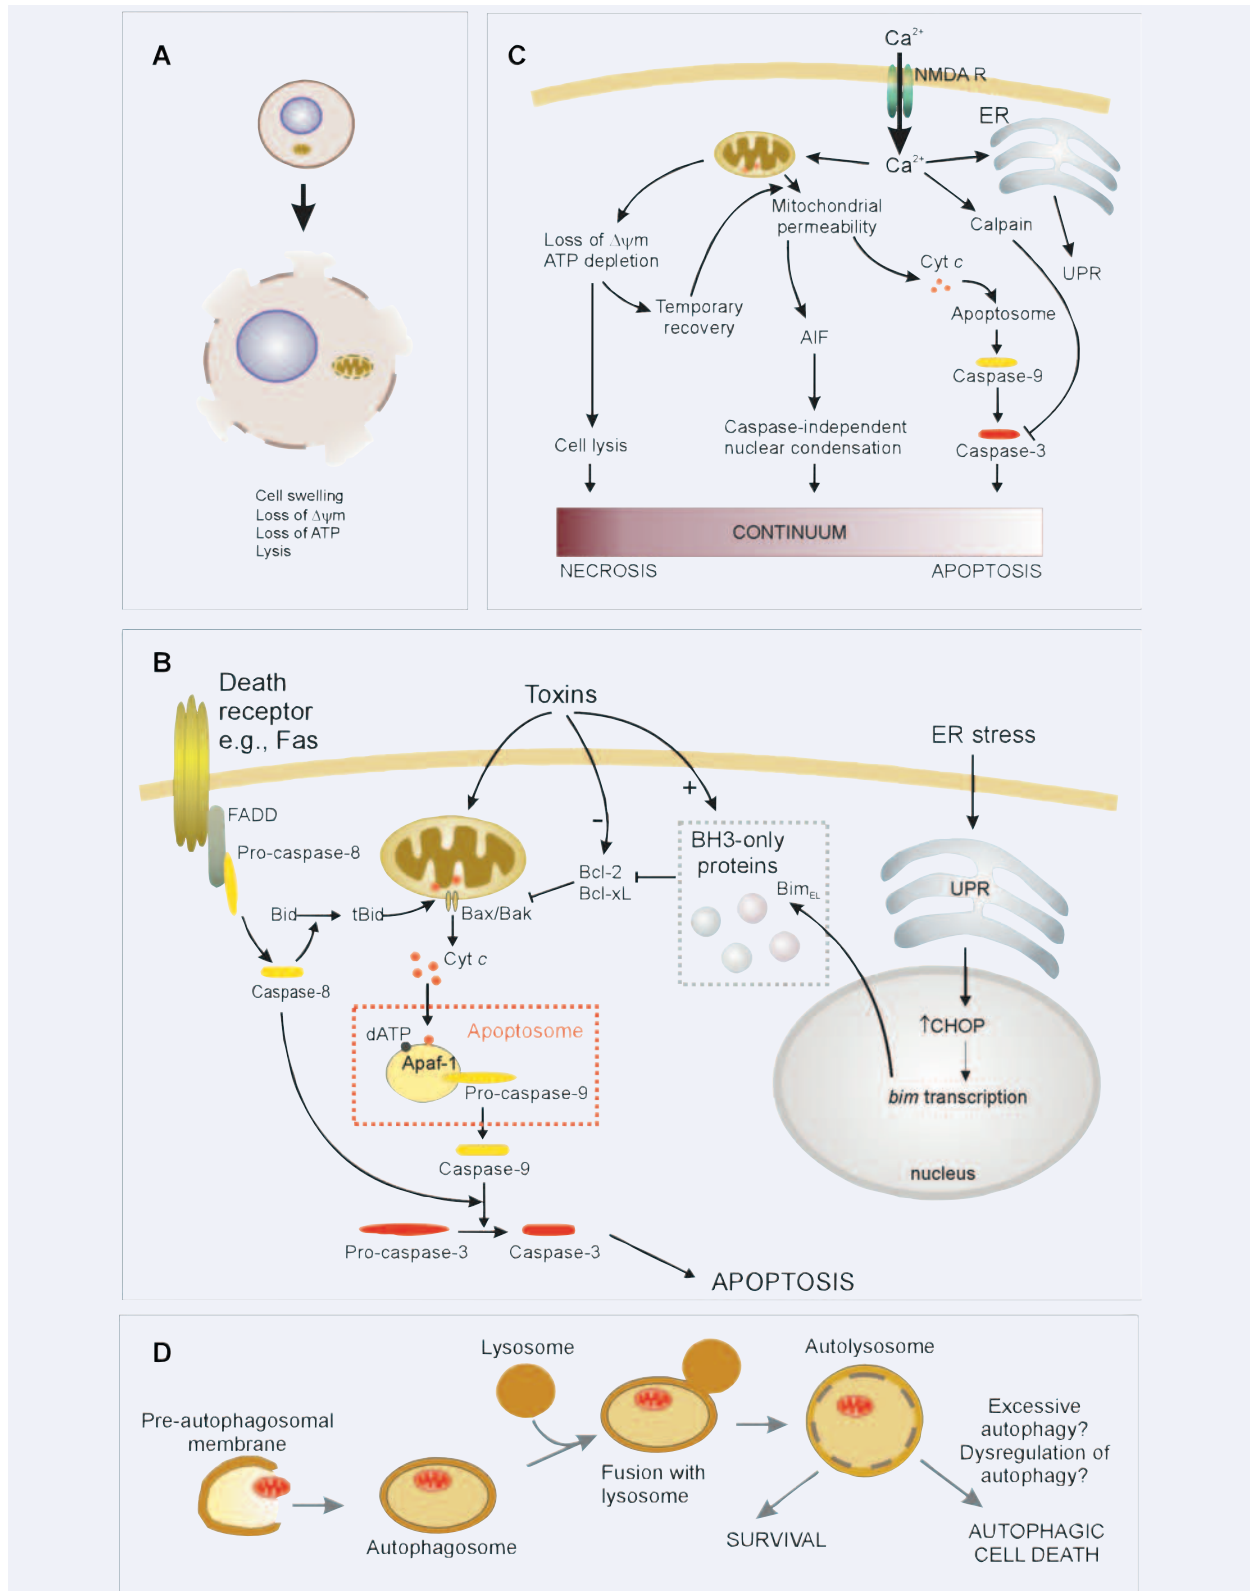 A
Cell swelling
Loss of Δψm
Loss of ATP
Lysis
C
Ca²⁺
NMDA R
ER
Ca²⁺
Mitochondrial
permeability
Calpain
Loss of Δψm
ATP depletion
Cyt c
UPR
Temporary
recovery
Apoptosome
AIF
Caspase-9
Caspase-independent
nuclear condensation
Cell lysis
Caspase-3
CONTINUUM
NECROSIS
APOPTOSIS
B
Death
receptor
e.g., Fas
Toxins
ER stress
+
–
FADD
Pro-caspase-8
BH3-only
proteins
Bcl-2
Bcl-xL
BimEL
UPR
Bid
tBid
Bax/Bak
Cyt c
Caspase-8
dATP
Apoptosome
Apaf-1
Pro-caspase-9
↑CHOP
bim transcription
nucleus
Caspase-9
Pro-caspase-3
Caspase-3
APOPTOSIS
D
Lysosome
Autolysosome
Pre-autophagosomal
membrane
Excessive
autophagy?
Dysregulation of
autophagy?
Fusion with
lysosome
Autophagosome
SURVIVAL
AUTOPHAGIC
CELL DEATH